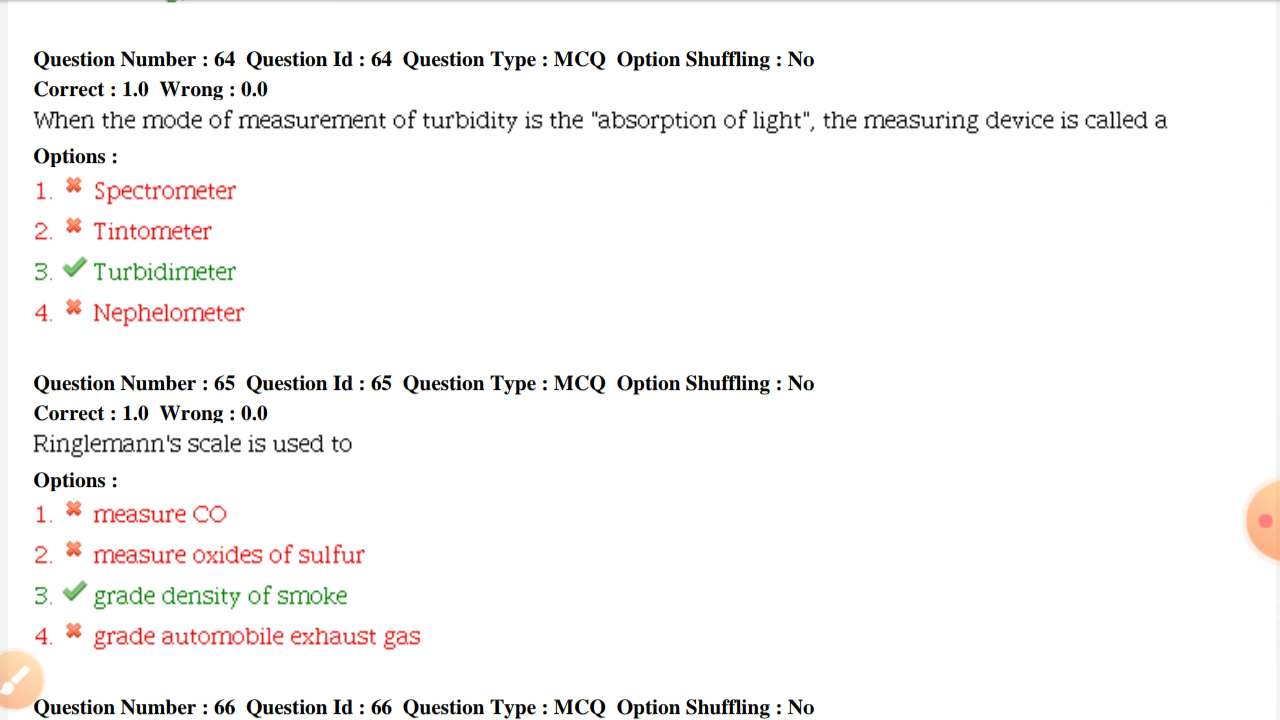 Question Number : 64 Question Id : 64 Question Type : MCQ Option Shuffling : No
Correct : 1.0 Wrong : 0.0
When the mode of measurement of turbidity is the "absorption of light", the measuring device is called a
Options :
1. Spectrometer
2. Tintometer
3. Turbidimeter
4. Nephelometer
Question Number : 65 Question Id : 65 Question Type : MCQ Option Shuffling : No
Correct : 1.0 Wrong : 0.0
Ringlemann's scale is used to
Options :
1. measure CO
2. measure oxides of sulfur
3. grade density of smoke
4. grade automobile exhaust gas
Question Number : 66 Question Id : 66 Question Type : MCQ Option Shuffling : No